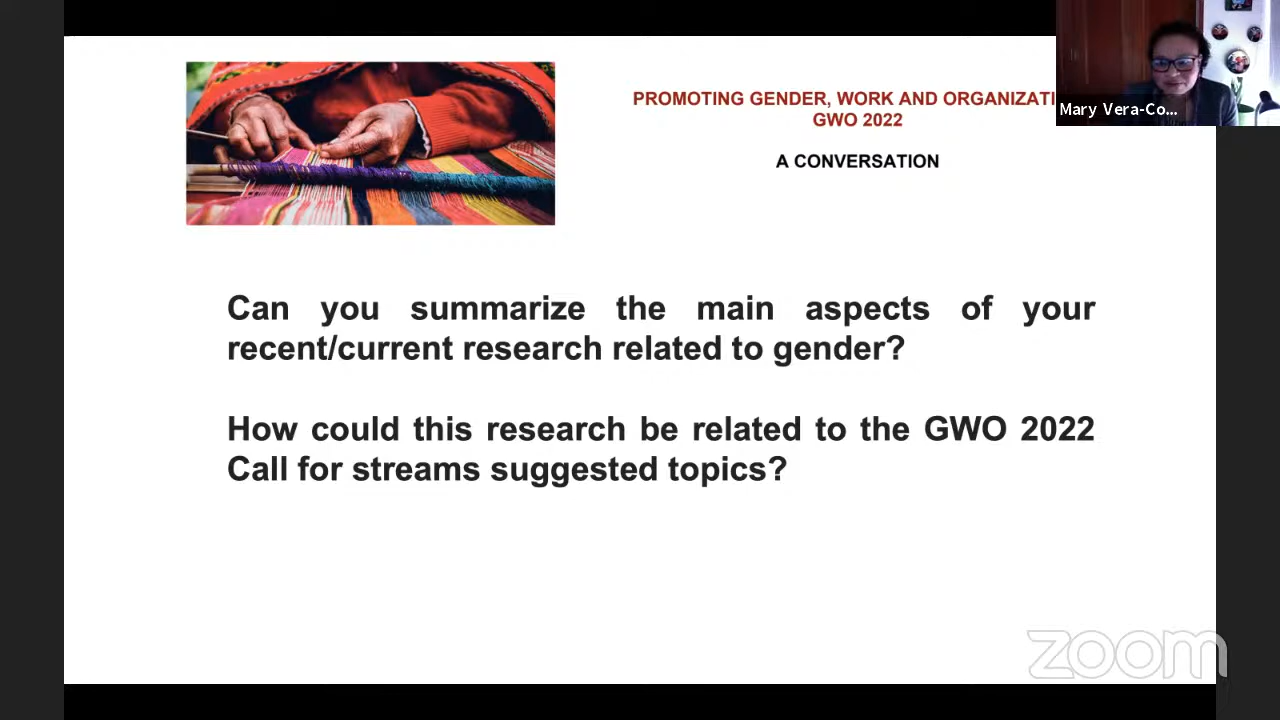 PROMOTING GENDER, WORK AND ORGANIZATI
GWO 2022
A CONVERSATION
Mary Vera-Co...
Can you summarize the main aspects of your
recent/current research related to gender?
How could this research be related to the GWO 2022
Call for streams suggested topics?
zoom